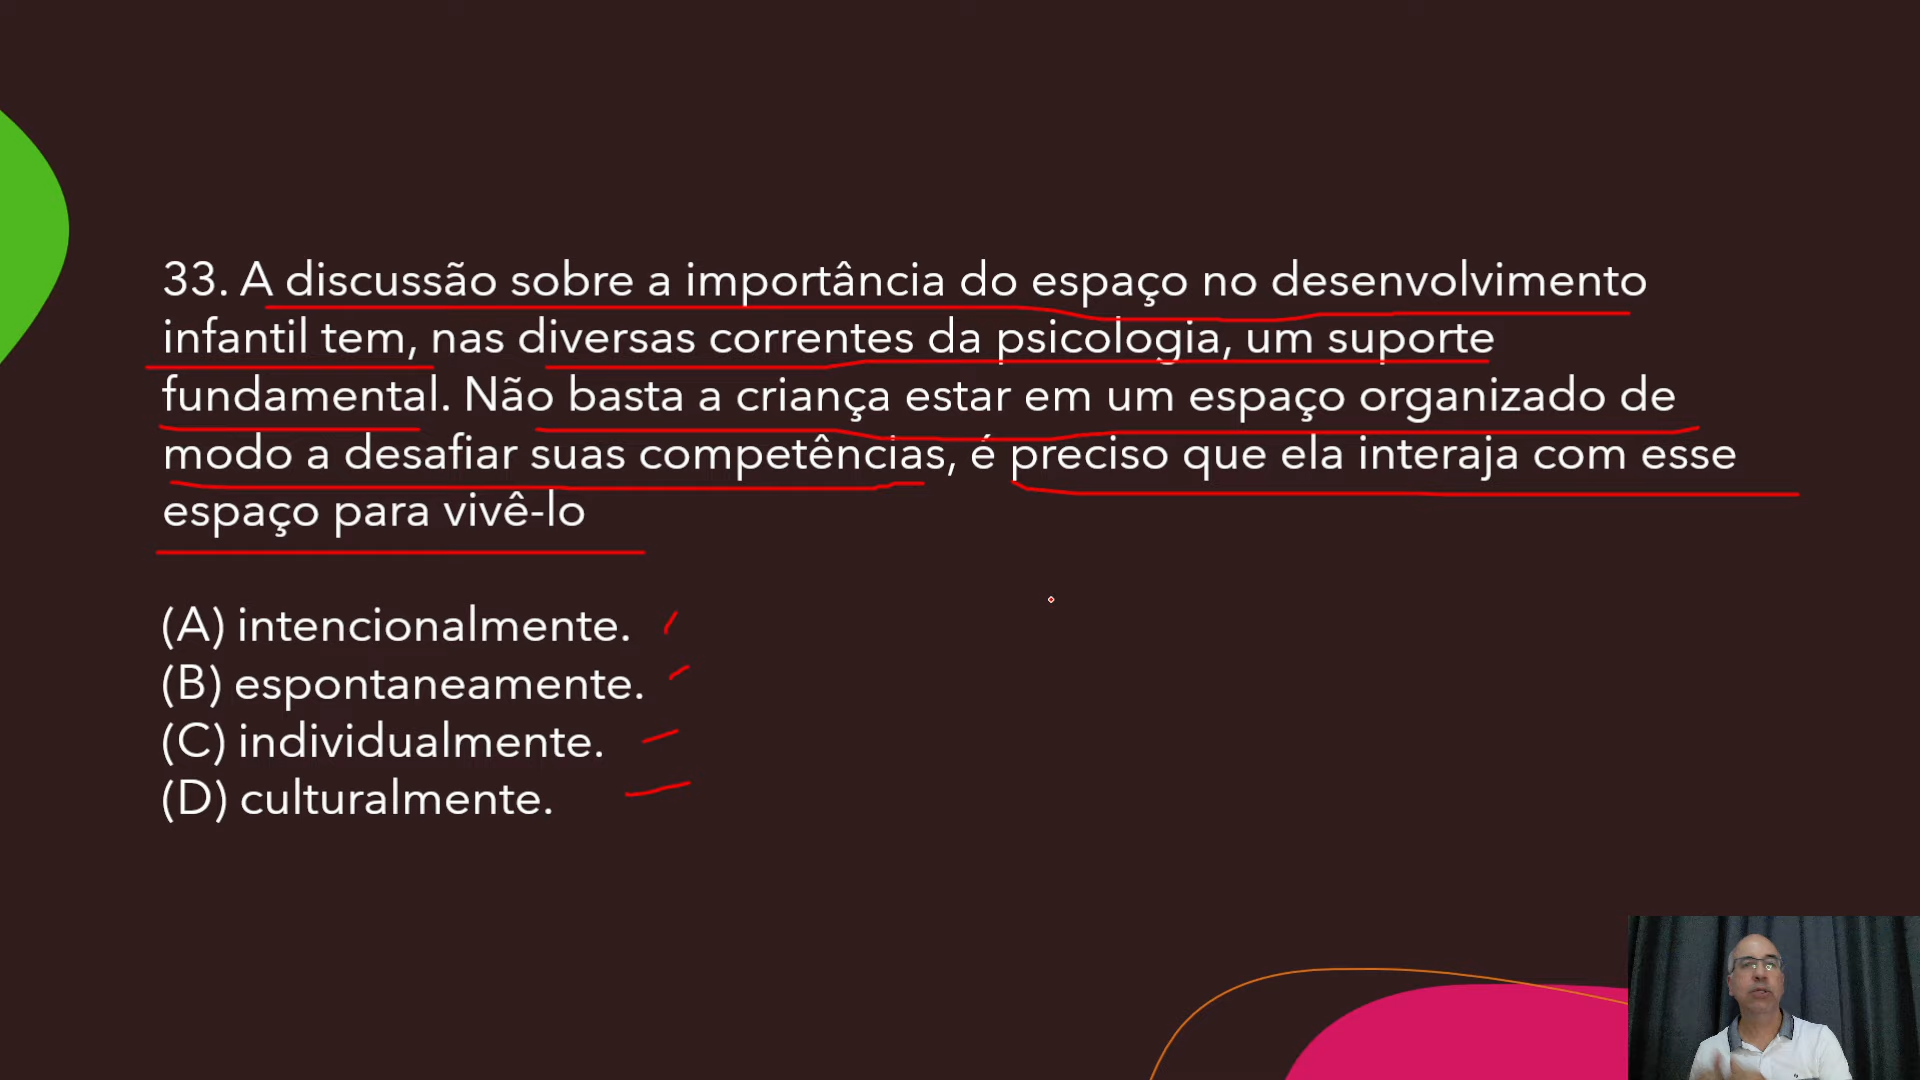 33. A discussão sobre a importância do espaço no desenvolvimento
infantil tem, nas diversas correntes da psicologia, um suporte
fundamental. Não basta a criança estar em um espaço organizado de
modo a desafiar suas competências, é preciso que ela interaja com esse
espaço para vivê-lo
(A) intencionalmente.
(B) espontaneamente.
(C) individualmente.
(D) culturalmente.